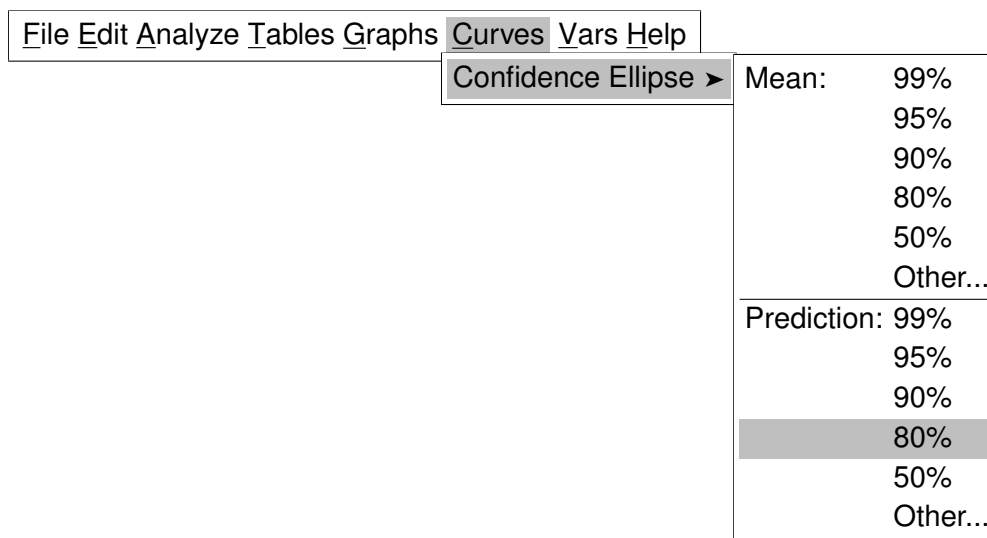 File Edit Analyze Tables Graphs Curves Vars Help
Confidence Ellipse ➤
Mean: 99%
95%
90%
80%
50%
Other...
Prediction: 99%
95%
90%
80%
50%
Other...